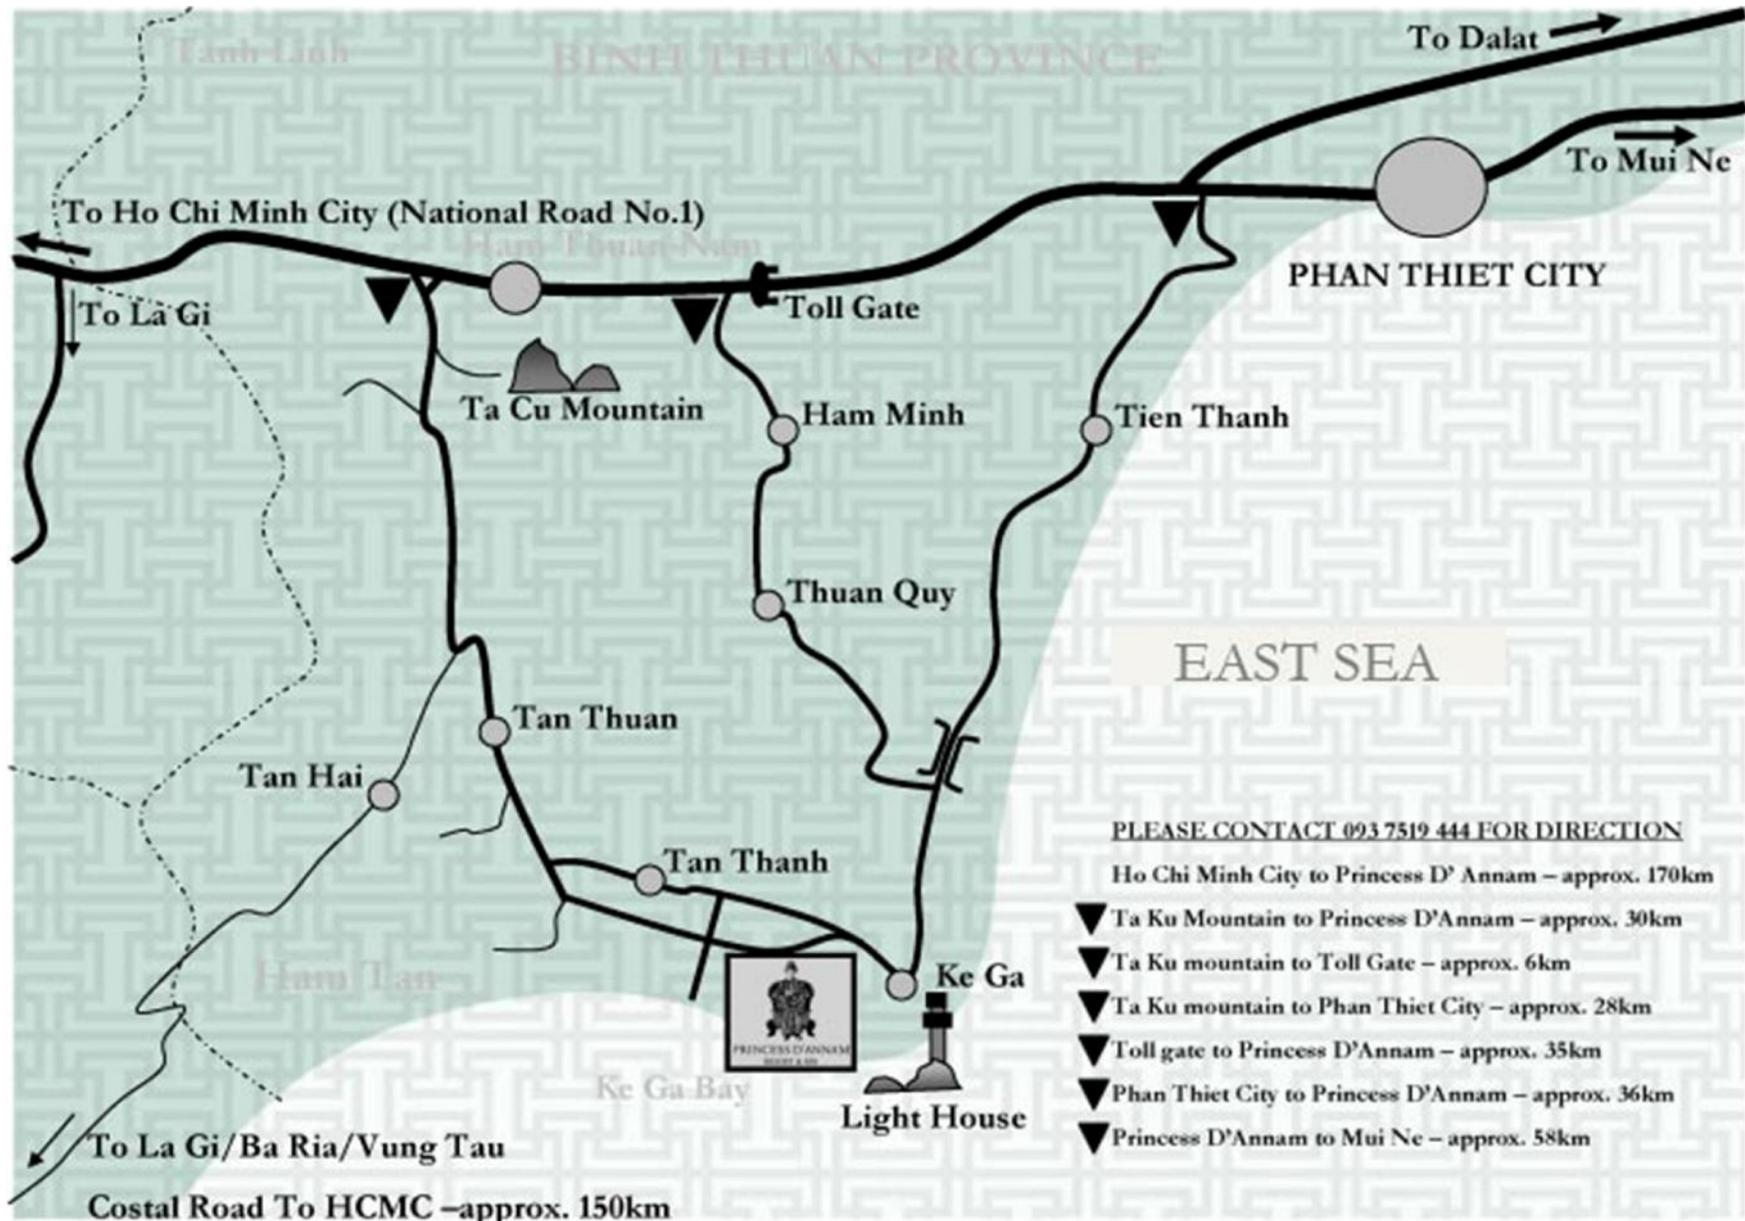 Tanh Linh
BINH THUAN PROVINCE
To Dalat
To Mui Ne
To Ho Chi Minh City (National Road No.1)
Ham Thuan Nam
PHAN THIET CITY
To La Gi
Toll Gate
Ta Cu Mountain
Ham Minh
Tien Thanh
Thuan Quy
EAST SEA
Tan Thuan
Tan Hai
Tan Thanh
Ham Tan
Ke Ga
PRINCESS D'ANNAM
RESORT & SPA
Ke Ga Bay
Light House
To La Gi/Ba Ria/Vung Tau
Costal Road To HCMC –approx. 150km
PLEASE CONTACT 093 7519 444 FOR DIRECTION
Ho Chi Minh City to Princess D' Annam – approx. 170km
Ta Ku Mountain to Princess D'Annam – approx. 30km
Ta Ku mountain to Toll Gate – approx. 6km
Ta Ku mountain to Phan Thiet City – approx. 28km
Toll gate to Princess D'Annam – approx. 35km
Phan Thiet City to Princess D'Annam – approx. 36km
Princess D'Annam to Mui Ne – approx. 58km